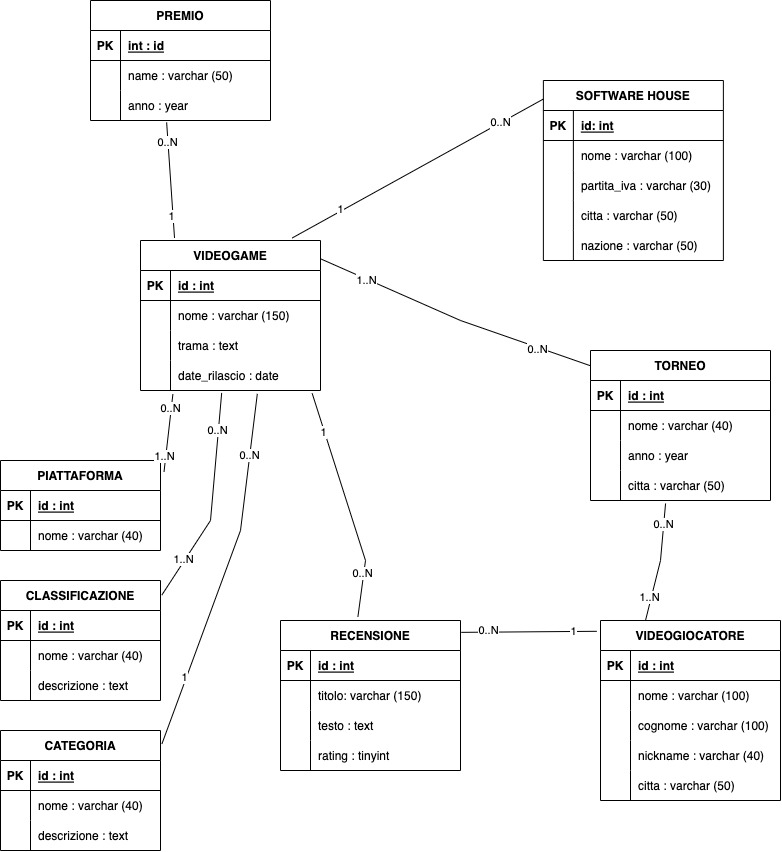 PREMIO
PK int : id
name : varchar (50)
anno : year
0..N
1
SOFTWARE HOUSE
PK id: int
nome : varchar (100)
partita_iva : varchar (30)
citta : varchar (50)
nazione : varchar (50)
0..N
1
VIDEOGAME
PK id : int
nome : varchar (150)
trama : text
date_rilascio : date
1..N
0..N
TORNEO
PK id : int
nome : varchar (40)
anno : year
citta : varchar (50)
0..N
1..N
0..N
1..N
0..N
1
1
0..N
PIATTAFORMA
PK id : int
nome : varchar (40)
CLASSIFICAZIONE
PK id : int
nome : varchar (40)
descrizione : text
CATEGORIA
PK id : int
nome : varchar (40)
descrizione : text
RECENSIONE
PK id : int
titolo: varchar (150)
testo : text
rating : tinyint
0..N
1
0..N
1..N
VIDEOGIOCATORE
PK id : int
nome : varchar (100)
cognome : varchar (100)
nickname : varchar (40)
citta : varchar (50)